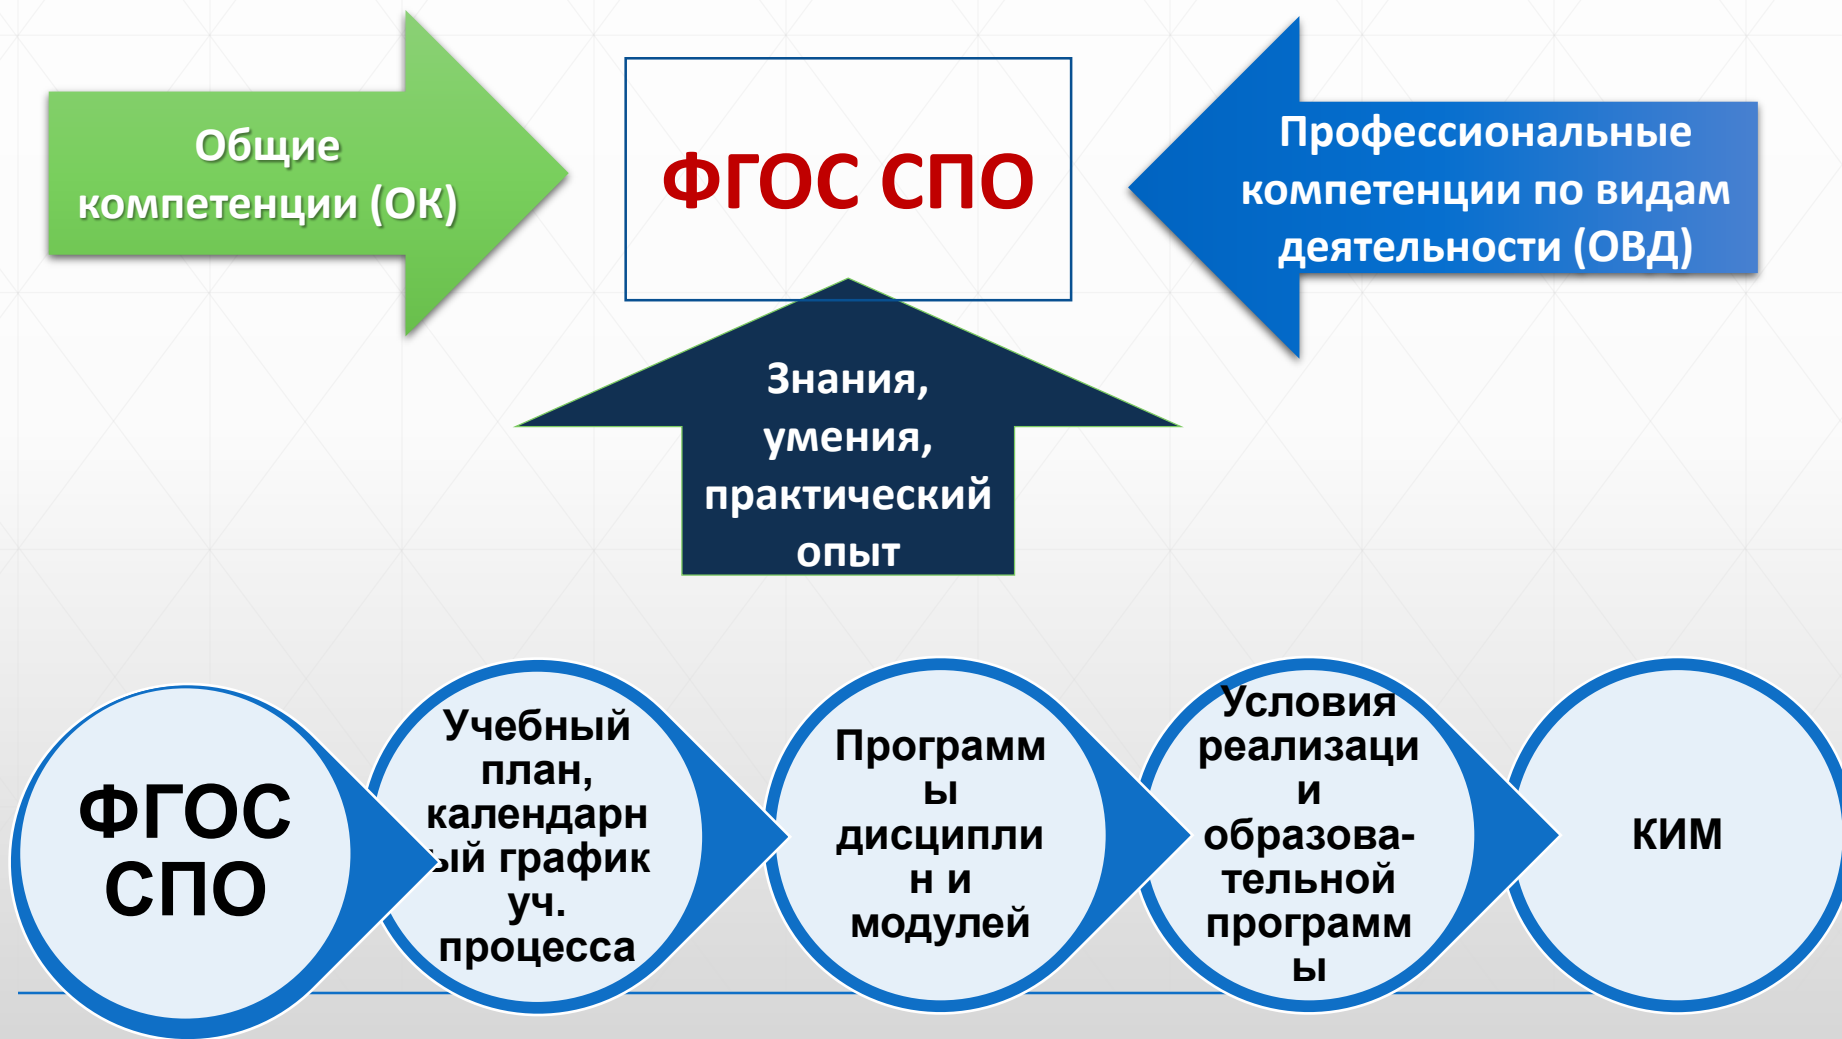 Общие
компетенции (ОК)
ФГОС СПО
Профессиональные
компетенции по видам
деятельности (ОВД)
Знания,
умения,
практический
опыт
ФГОС
СПО
Учебный
план,
календарн
ый график
уч.
процесса
Программ
ы
дисципли
н и
модулей
Условия
реализаци
и
образова-
тельной
программ
ы
КИМ